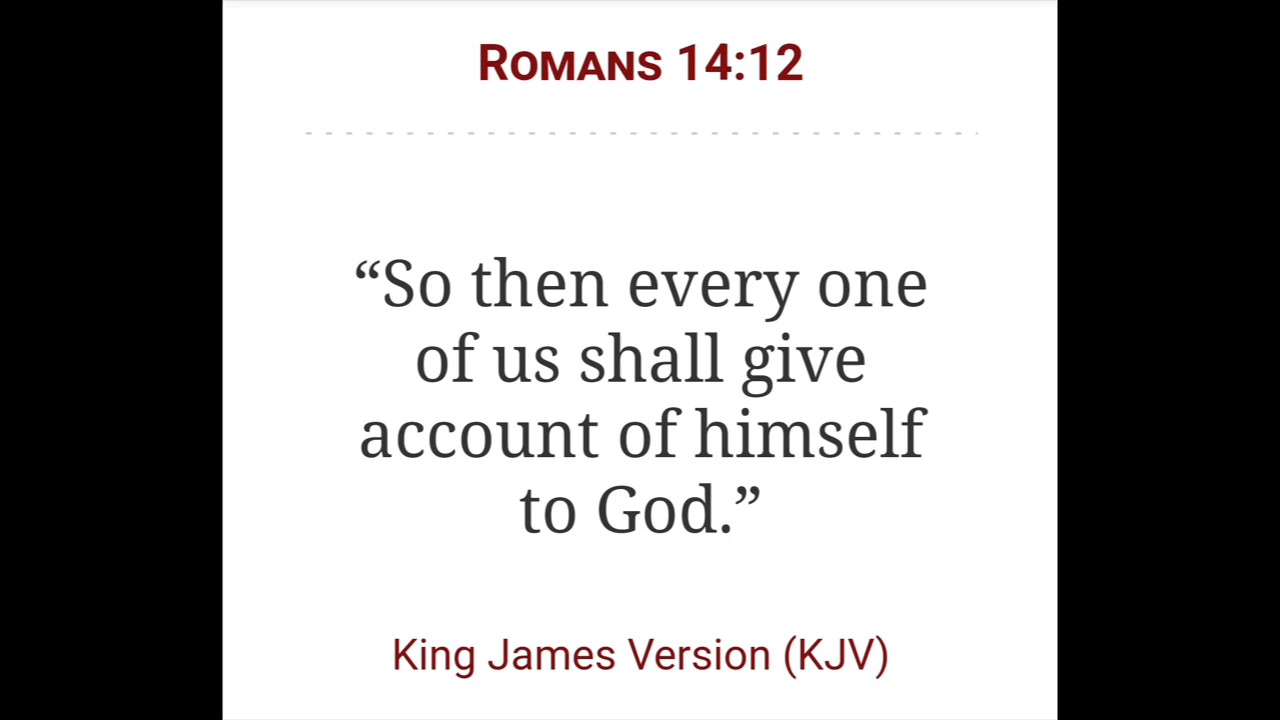 Romans 14:12
“So then every one
of us shall give
account of himself
to God.”
King James Version (KJV)